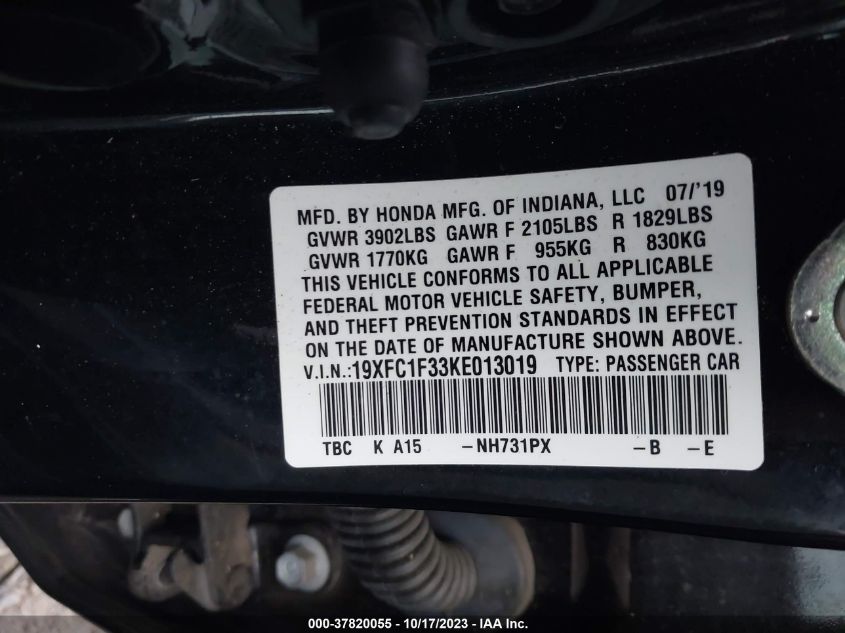 MFD. BY HONDA MFG. OF INDIANA, LLC 07/'19
GVWR 3902LBS GAWR F 2105LBS R 1829LBS
GVWR 1770KG GAWR F 955KG R 830KG
THIS VEHICLE CONFORMS TO ALL APPLICABLE
FEDERAL MOTOR VEHICLE SAFETY, BUMPER,
AND THEFT PREVENTION STANDARDS IN EFFECT
ON THE DATE OF MANUFACTURE SHOWN ABOVE.
V.I.N.:19XFC1F33KE013019 TYPE: PASSENGER CAR
TBC K A15 -NH731PX -B -E
000-37820055 - 10/17/2023 - IAA Inc.